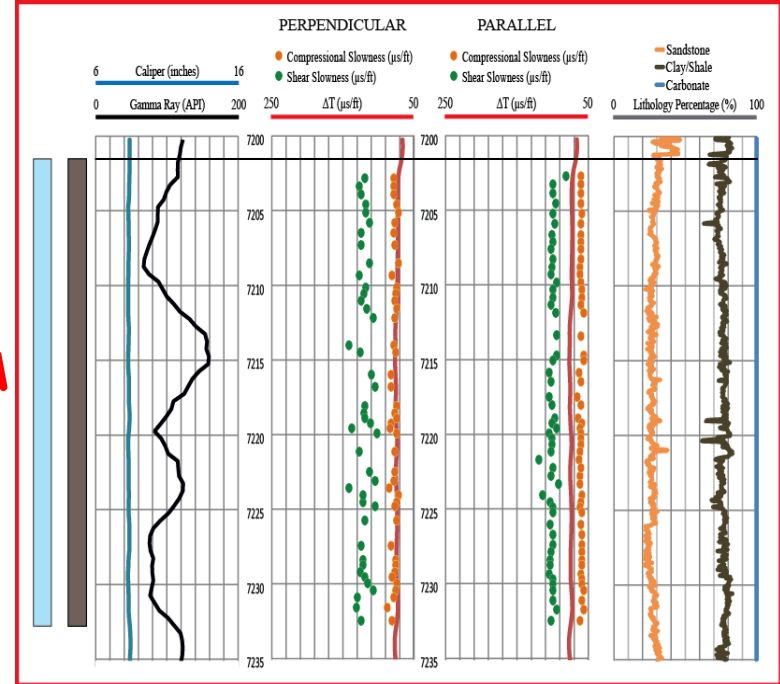 PERPENDICULAR
PARALLEL
Compressional Slowness (µs/ft)
Shear Slowness (µs/ft)
Compressional Slowness (µs/ft)
Shear Slowness (µs/ft)
Sandstone
Clay/Shale
Carbonate
6 Caliper (inches) 16
0 Gamma Ray (API) 200
250 ΔT (µs/ft) 50
250 ΔT (µs/ft) 50
0 Lithology Percentage (%) 100
7200
7205
7210
7215
7220
7225
7230
7235
7200
7205
7210
7215
7220
7225
7230
7235